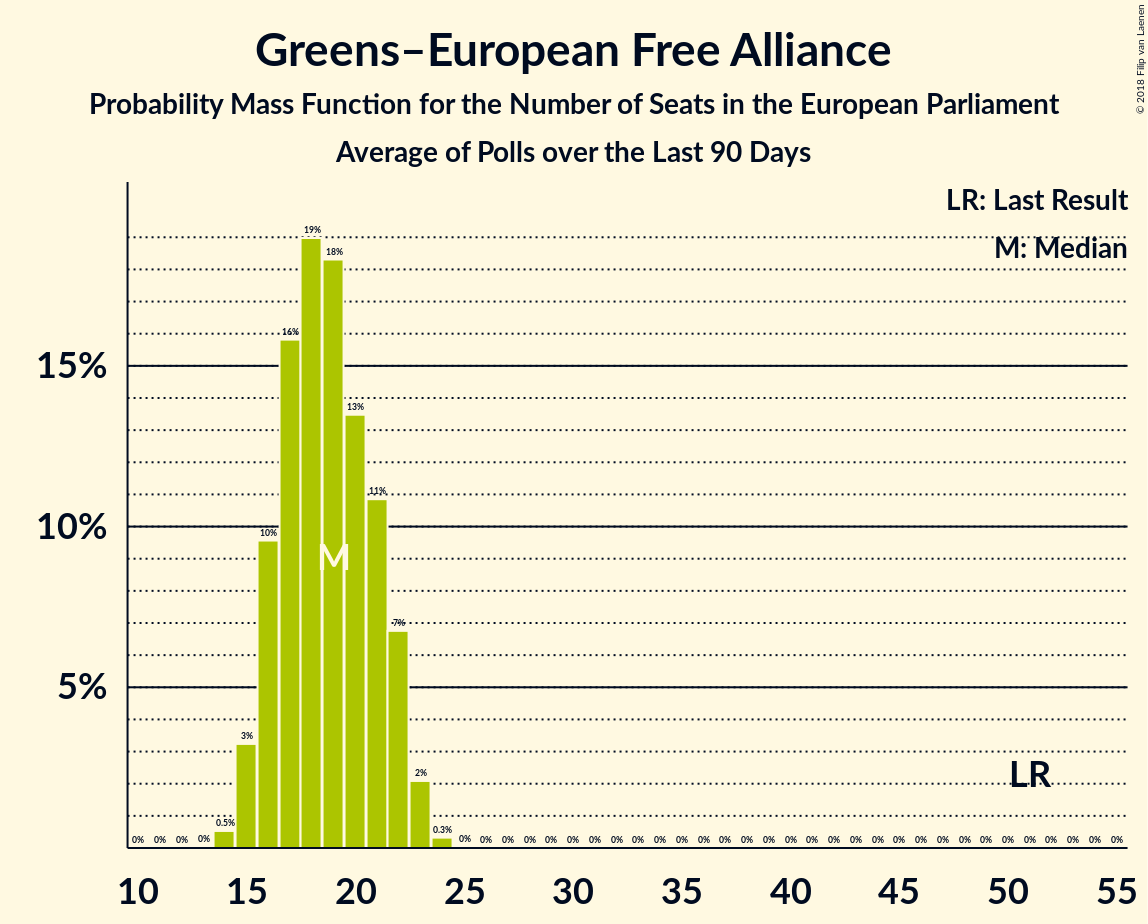 Greens–European Free Alliance
Probability Mass Function for the Number of Seats in the European Parliament
Average of Polls over the Last 90 Days
© 2018 Filip van Laenen
LR: Last Result
M: Median
15%
10%
5%
0% 0% 0% 0% 0.5% 3% 10% 16% 19% 18% 13% 11% 7% 2% 0.3% 0% 0% 0% 0% 0% 0% 0% 0% 0% 0% 0% 0% 0% 0% 0% 0% 0% 0% 0% 0% 0% 0% 0% 0% 0% 0% 0% 0% 0% 0% 0%
M
LR
10 15 20 25 30 35 40 45 50 55